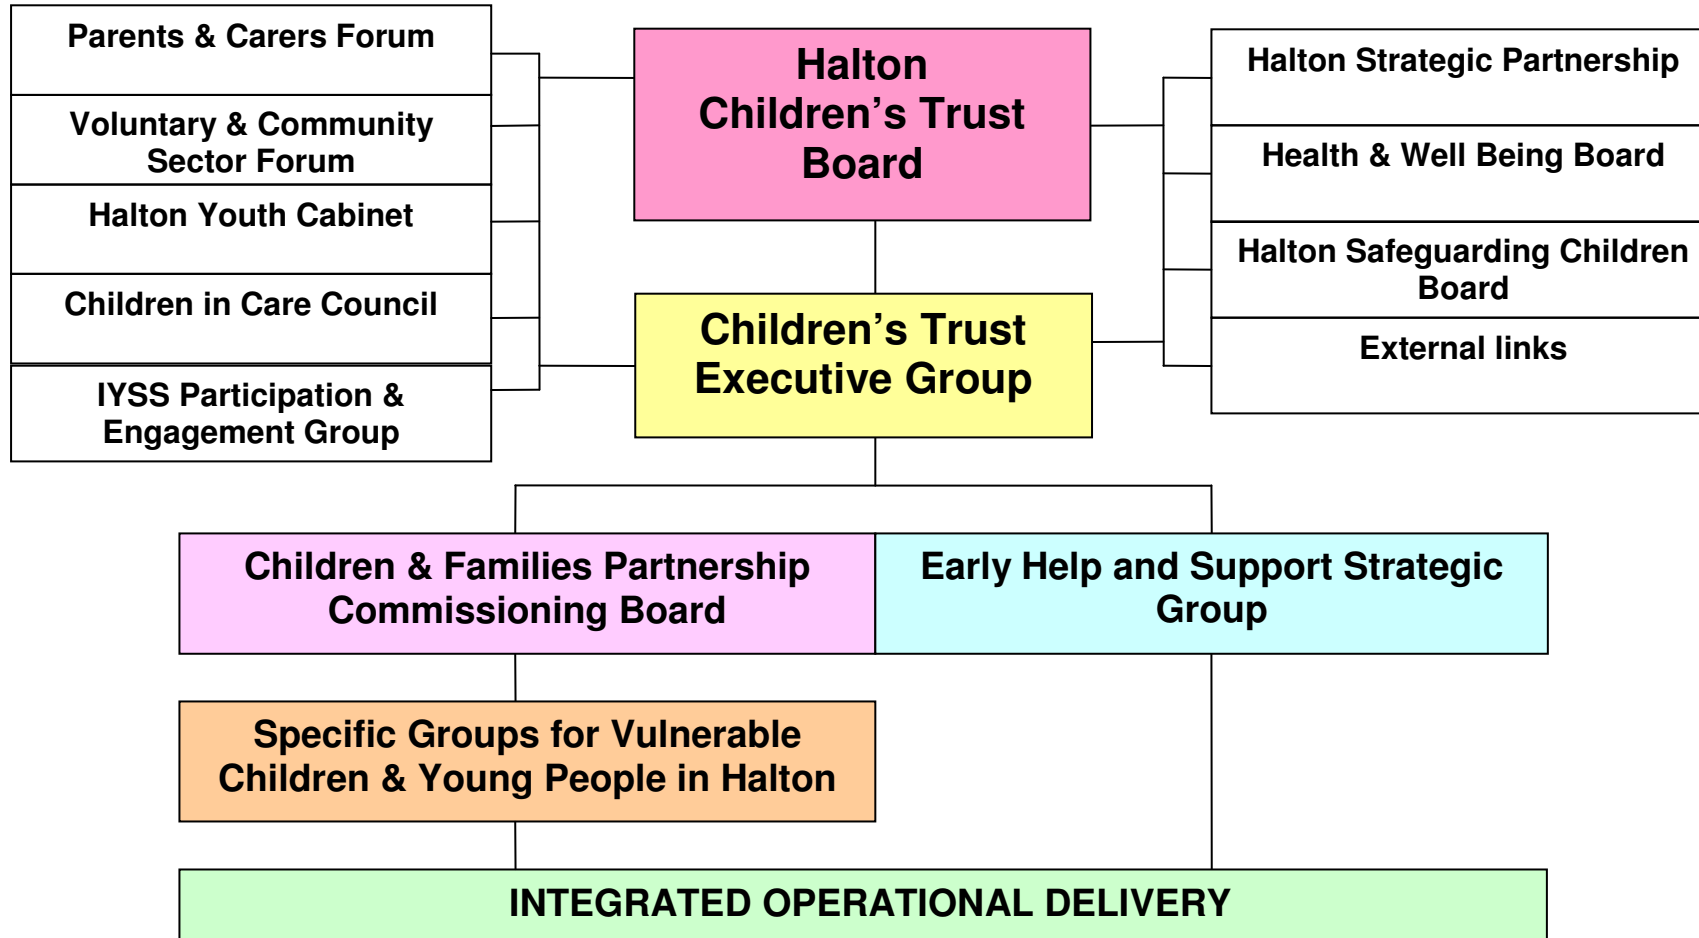 Parents & Carers Forum
Voluntary & Community
Sector Forum
Halton Youth Cabinet
Children in Care Council
IYSS Participation &
Engagement Group
Halton
Children’s Trust
Board
Children’s Trust
Executive Group
Halton Strategic Partnership
Health & Well Being Board
Halton Safeguarding Children
Board
External links
Children & Families Partnership
Commissioning Board
Early Help and Support Strategic
Group
Specific Groups for Vulnerable
Children & Young People in Halton
INTEGRATED OPERATIONAL DELIVERY